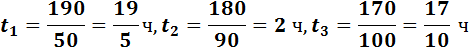 t₁ = 190/50 = 19/5 ч, t₂ = 180/90 = 2 ч, t₃ = 170/100 = 17/10 ч